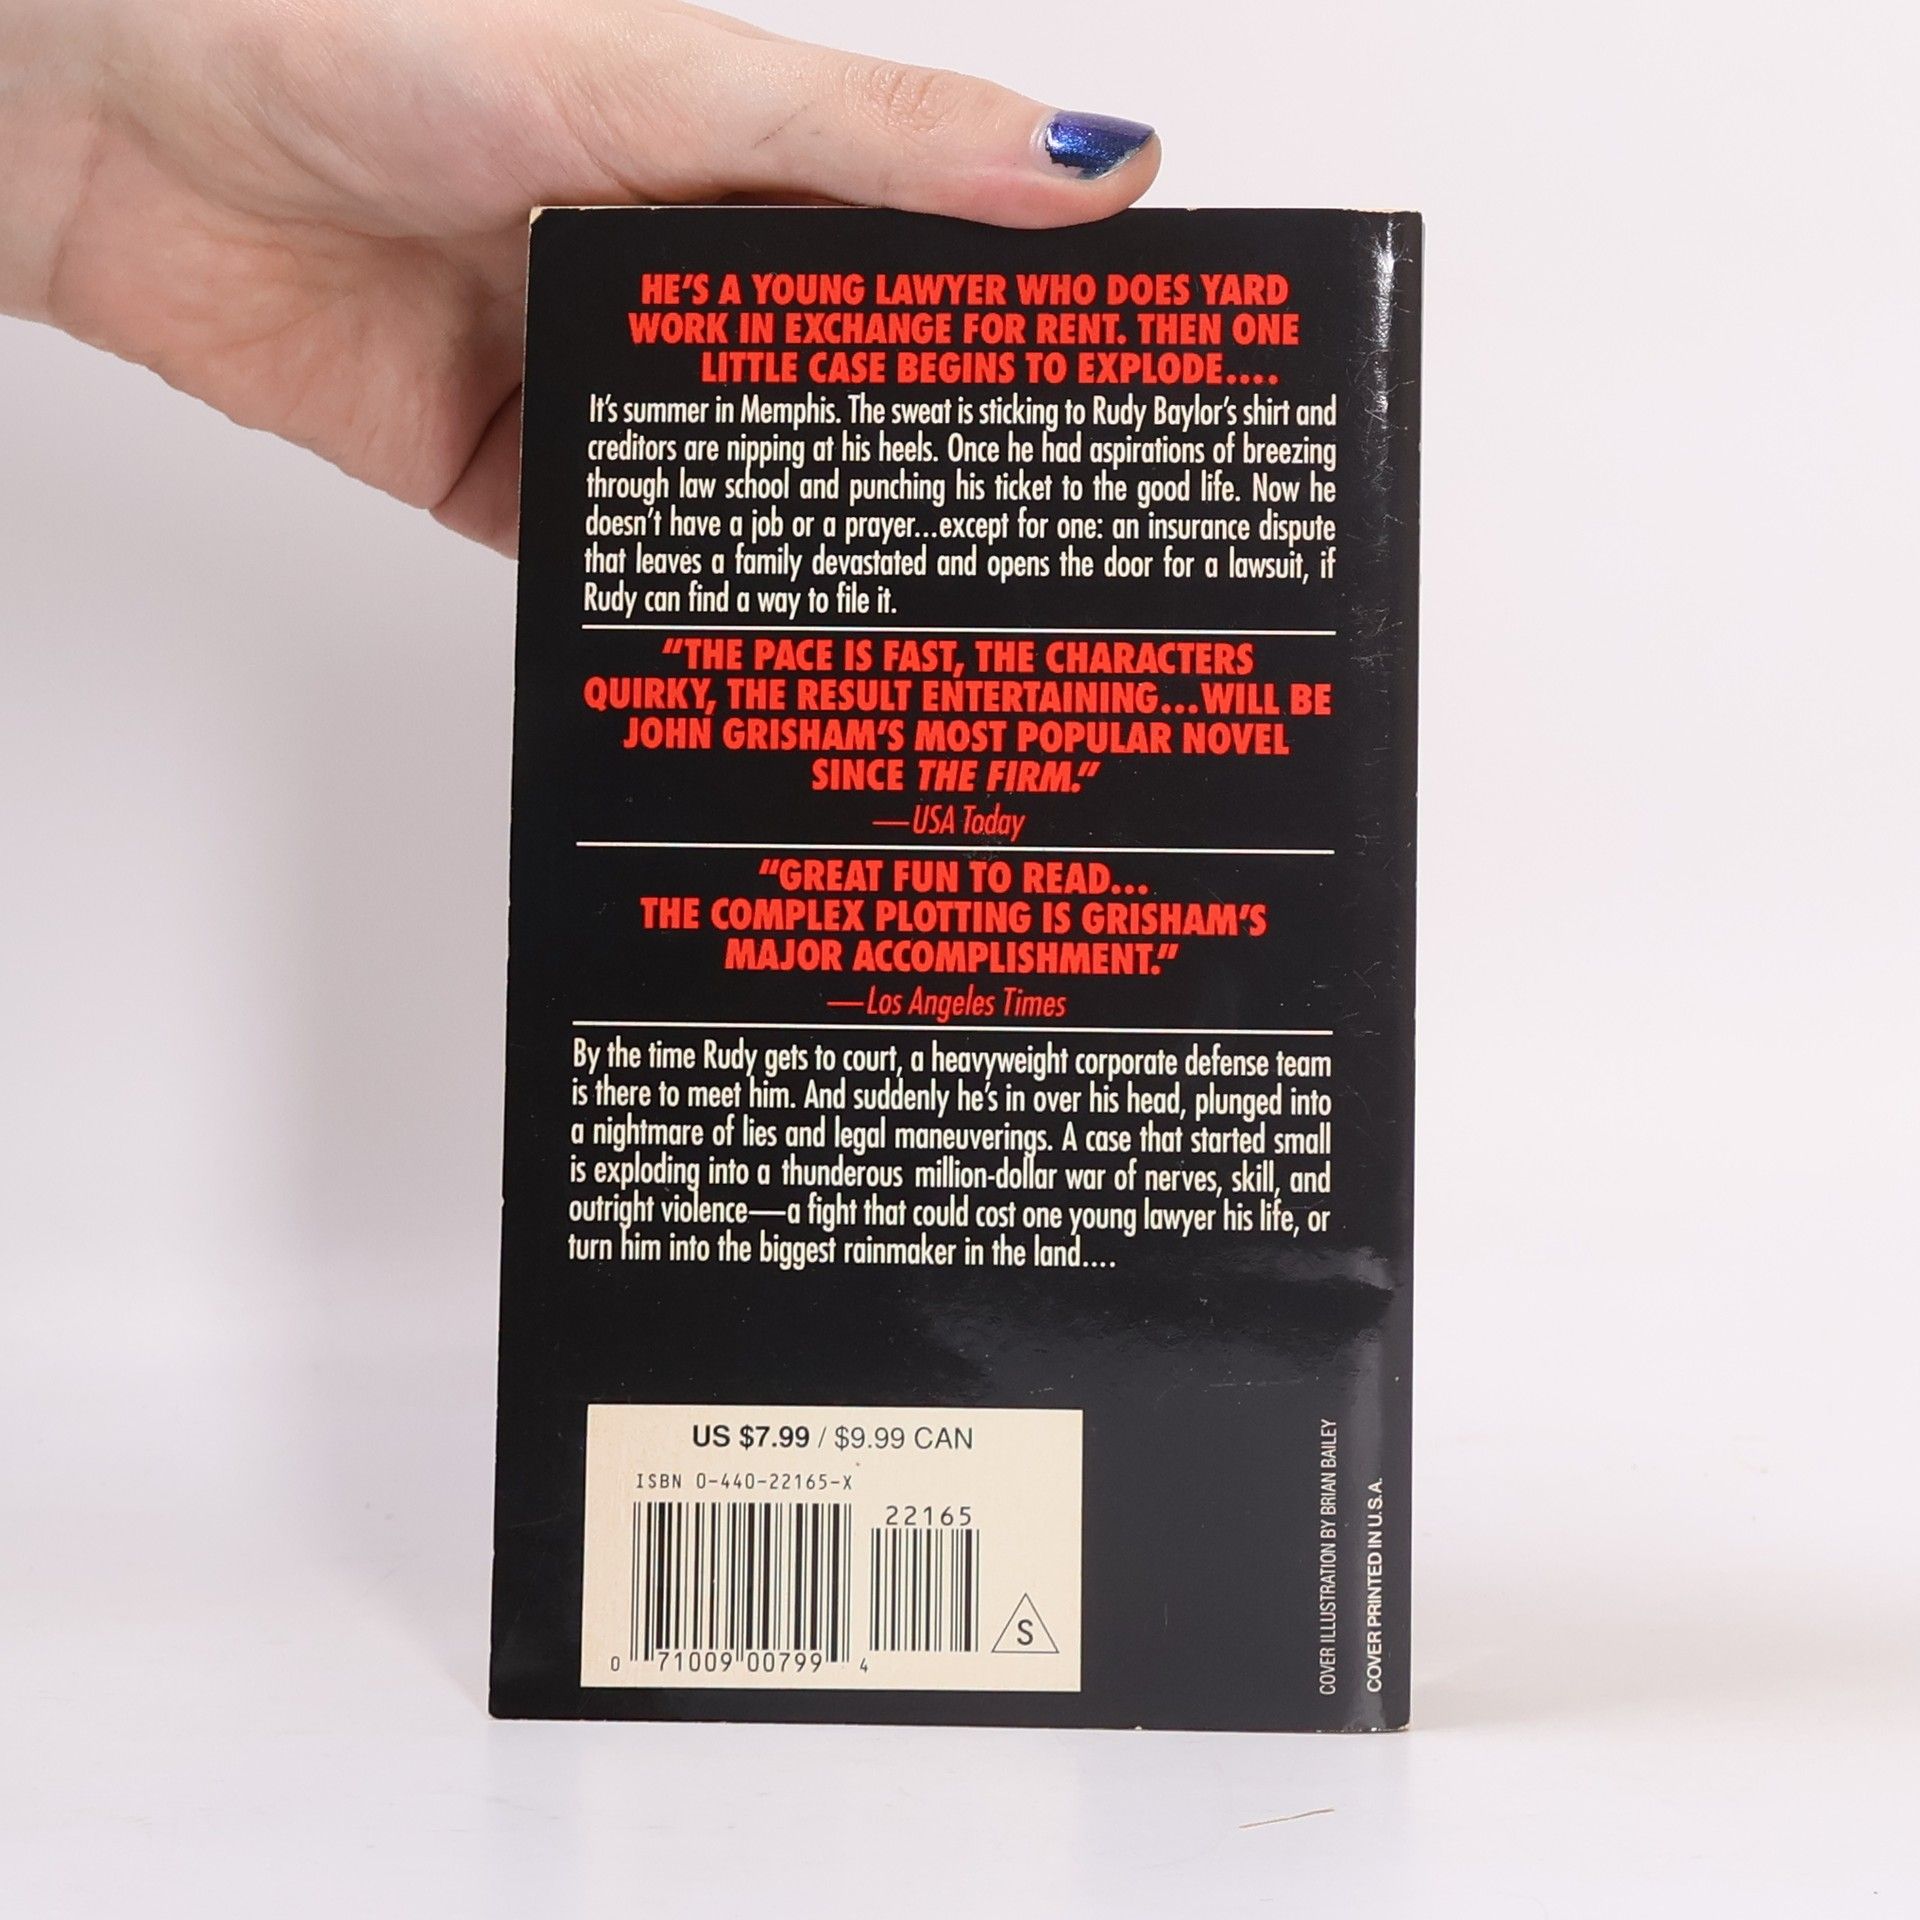 HE'S A YOUNG LAWYER WHO DOES YARD
WORK IN EXCHANGE FOR RENT. THEN ONE
LITTLE CASE BEGINS TO EXPLODE....
It's summer in Memphis. The sweat is sticking to Rudy Baylor's shirt and
creditors are nipping at his heels. Once he had aspirations of breezing
through law school and punching his ticket to the good life. Now he
doesn't have a job or a prayer...except for one: an insurance dispute
that leaves a family devastated and opens the door for a lawsuit, if
Rudy can find a way to file it.
"THE PACE IS FAST, THE CHARACTERS
QUIRKY, THE RESULT ENTERTAINING...WILL BE
JOHN GRISHAM'S MOST POPULAR NOVEL
SINCE THE FIRM."
—USA Today
"GREAT FUN TO READ...
THE COMPLEX PLOTTING IS GRISHAM'S
MAJOR ACCOMPLISHMENT."
—Los Angeles Times
By the time Rudy gets to court, a heavyweight corporate defense team
is there to meet him. And suddenly he's in over his head, plunged into
a nightmare of lies and legal maneuverings. A case that started small
is exploding into a thunderous million-dollar war of nerves, skill, and
outright violence—a fight that could cost one young lawyer his life, or
turn him into the biggest rainmaker in the land....
US $7.99 / $9.99 CAN
ISBN 0-440-22165-X
22165
0 71009 00799 4
S
COVER ILLUSTRATION BY BRIAN BAILEY
COVER PRINTED IN U.S.A.